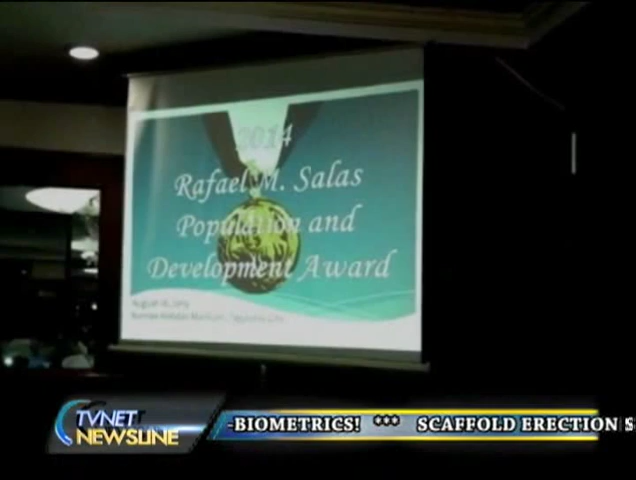 2014
Rafael M. Salas
Population and
Development Award
TVNET
NEWSLINE
-BIOMETRICS! *** SCAFFOLD ERECTION S